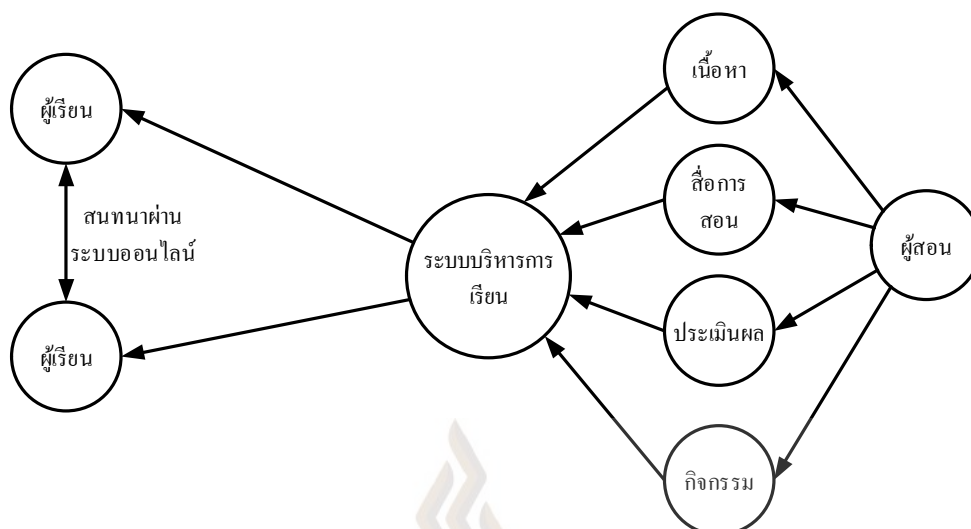 ผู้เรียน
สนทนาผ่าน
ระบบออนไลน์
ผู้เรียน
ระบบบริหารการ
เรียน
เนื้อหา
สื่อการ
สอน
ประเมินผล
กิจกรรม
ผู้สอน